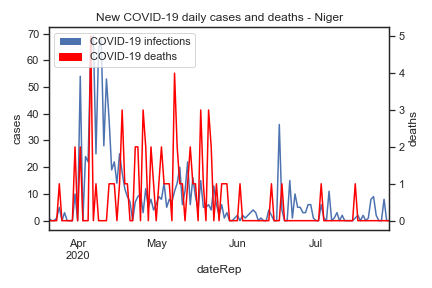 New COVID-19 daily cases and deaths - Niger
COVID-19 infections
COVID-19 deaths
70
60
50
40
30
20
10
0
cases
5
4
3
2
1
0
deaths
Apr
2020
May
Jun
Jul
dateRep